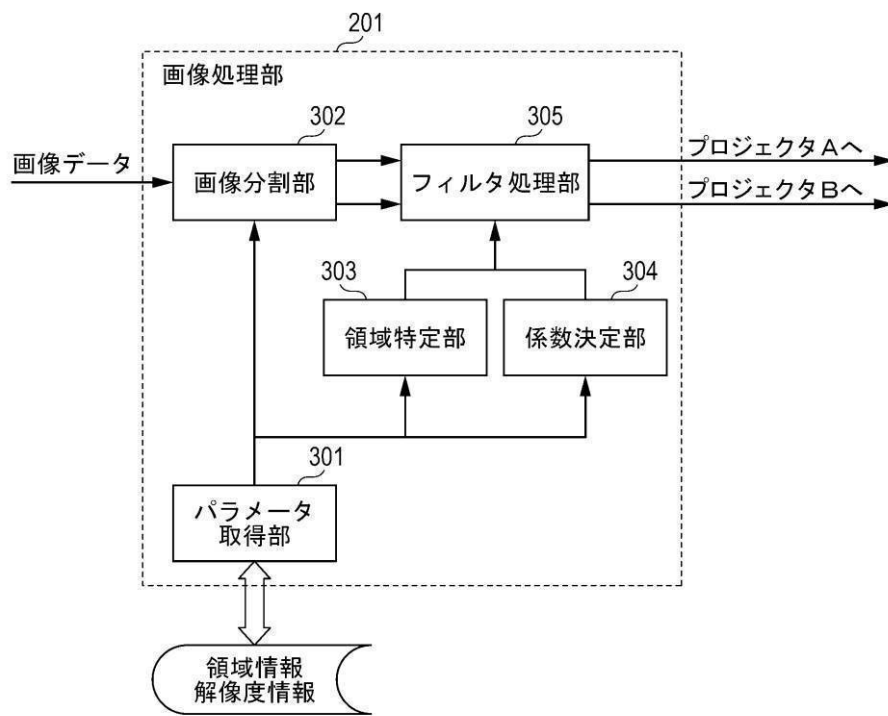 201
画像処理部
302
305
画像データ
画像分割部
フィルタ処理部
プロジェクタAへ
プロジェクタBへ
303
304
領域特定部
係数決定部
301
パラメータ
取得部
領域情報
解像度情報